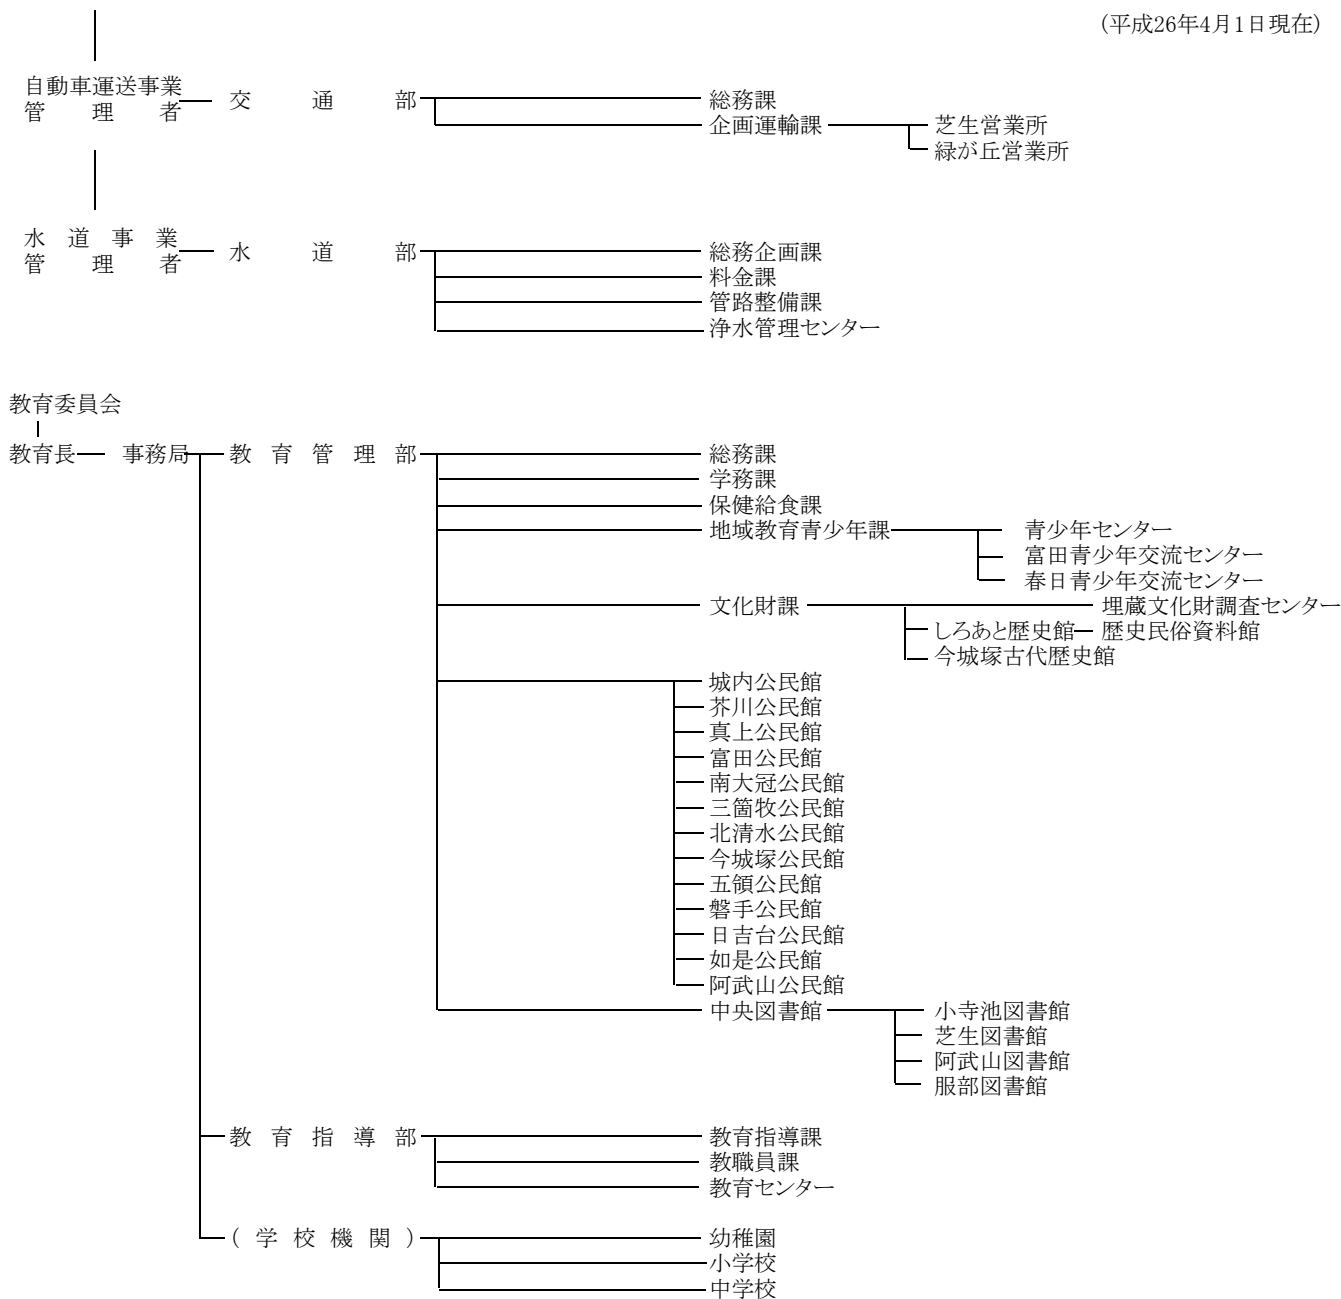 (平成26年4月1日現在)
自動車運送事業
管理者 交通部 総務課
企画運輸課 芝生営業所
緑が丘営業所
水道事業
管理者 水道部 総務企画課
料金課
管路整備課
浄水管理センター
教育委員会
教育長 事務局 教育管理部 総務課
学務課
保健給食課
地域教育青少年課 青少年センター
富田青少年交流センター
春日青少年交流センター
文化財課 埋蔵文化財調査センター
しろあと歴史館 歴史民俗資料館
今城塚古代歴史館
城内公民館
芥川公民館
真上公民館
富田公民館
南大冠公民館
三箇牧公民館
北清水公民館
今城塚公民館
五領公民館
磐手公民館
日吉台公民館
如是公民館
阿武山公民館
中央図書館 小寺池図書館
芝生図書館
阿武山図書館
服部図書館
教育指導部 教育指導課
教職員課
教育センター
(学校機関) 幼稚園
小学校
中学校